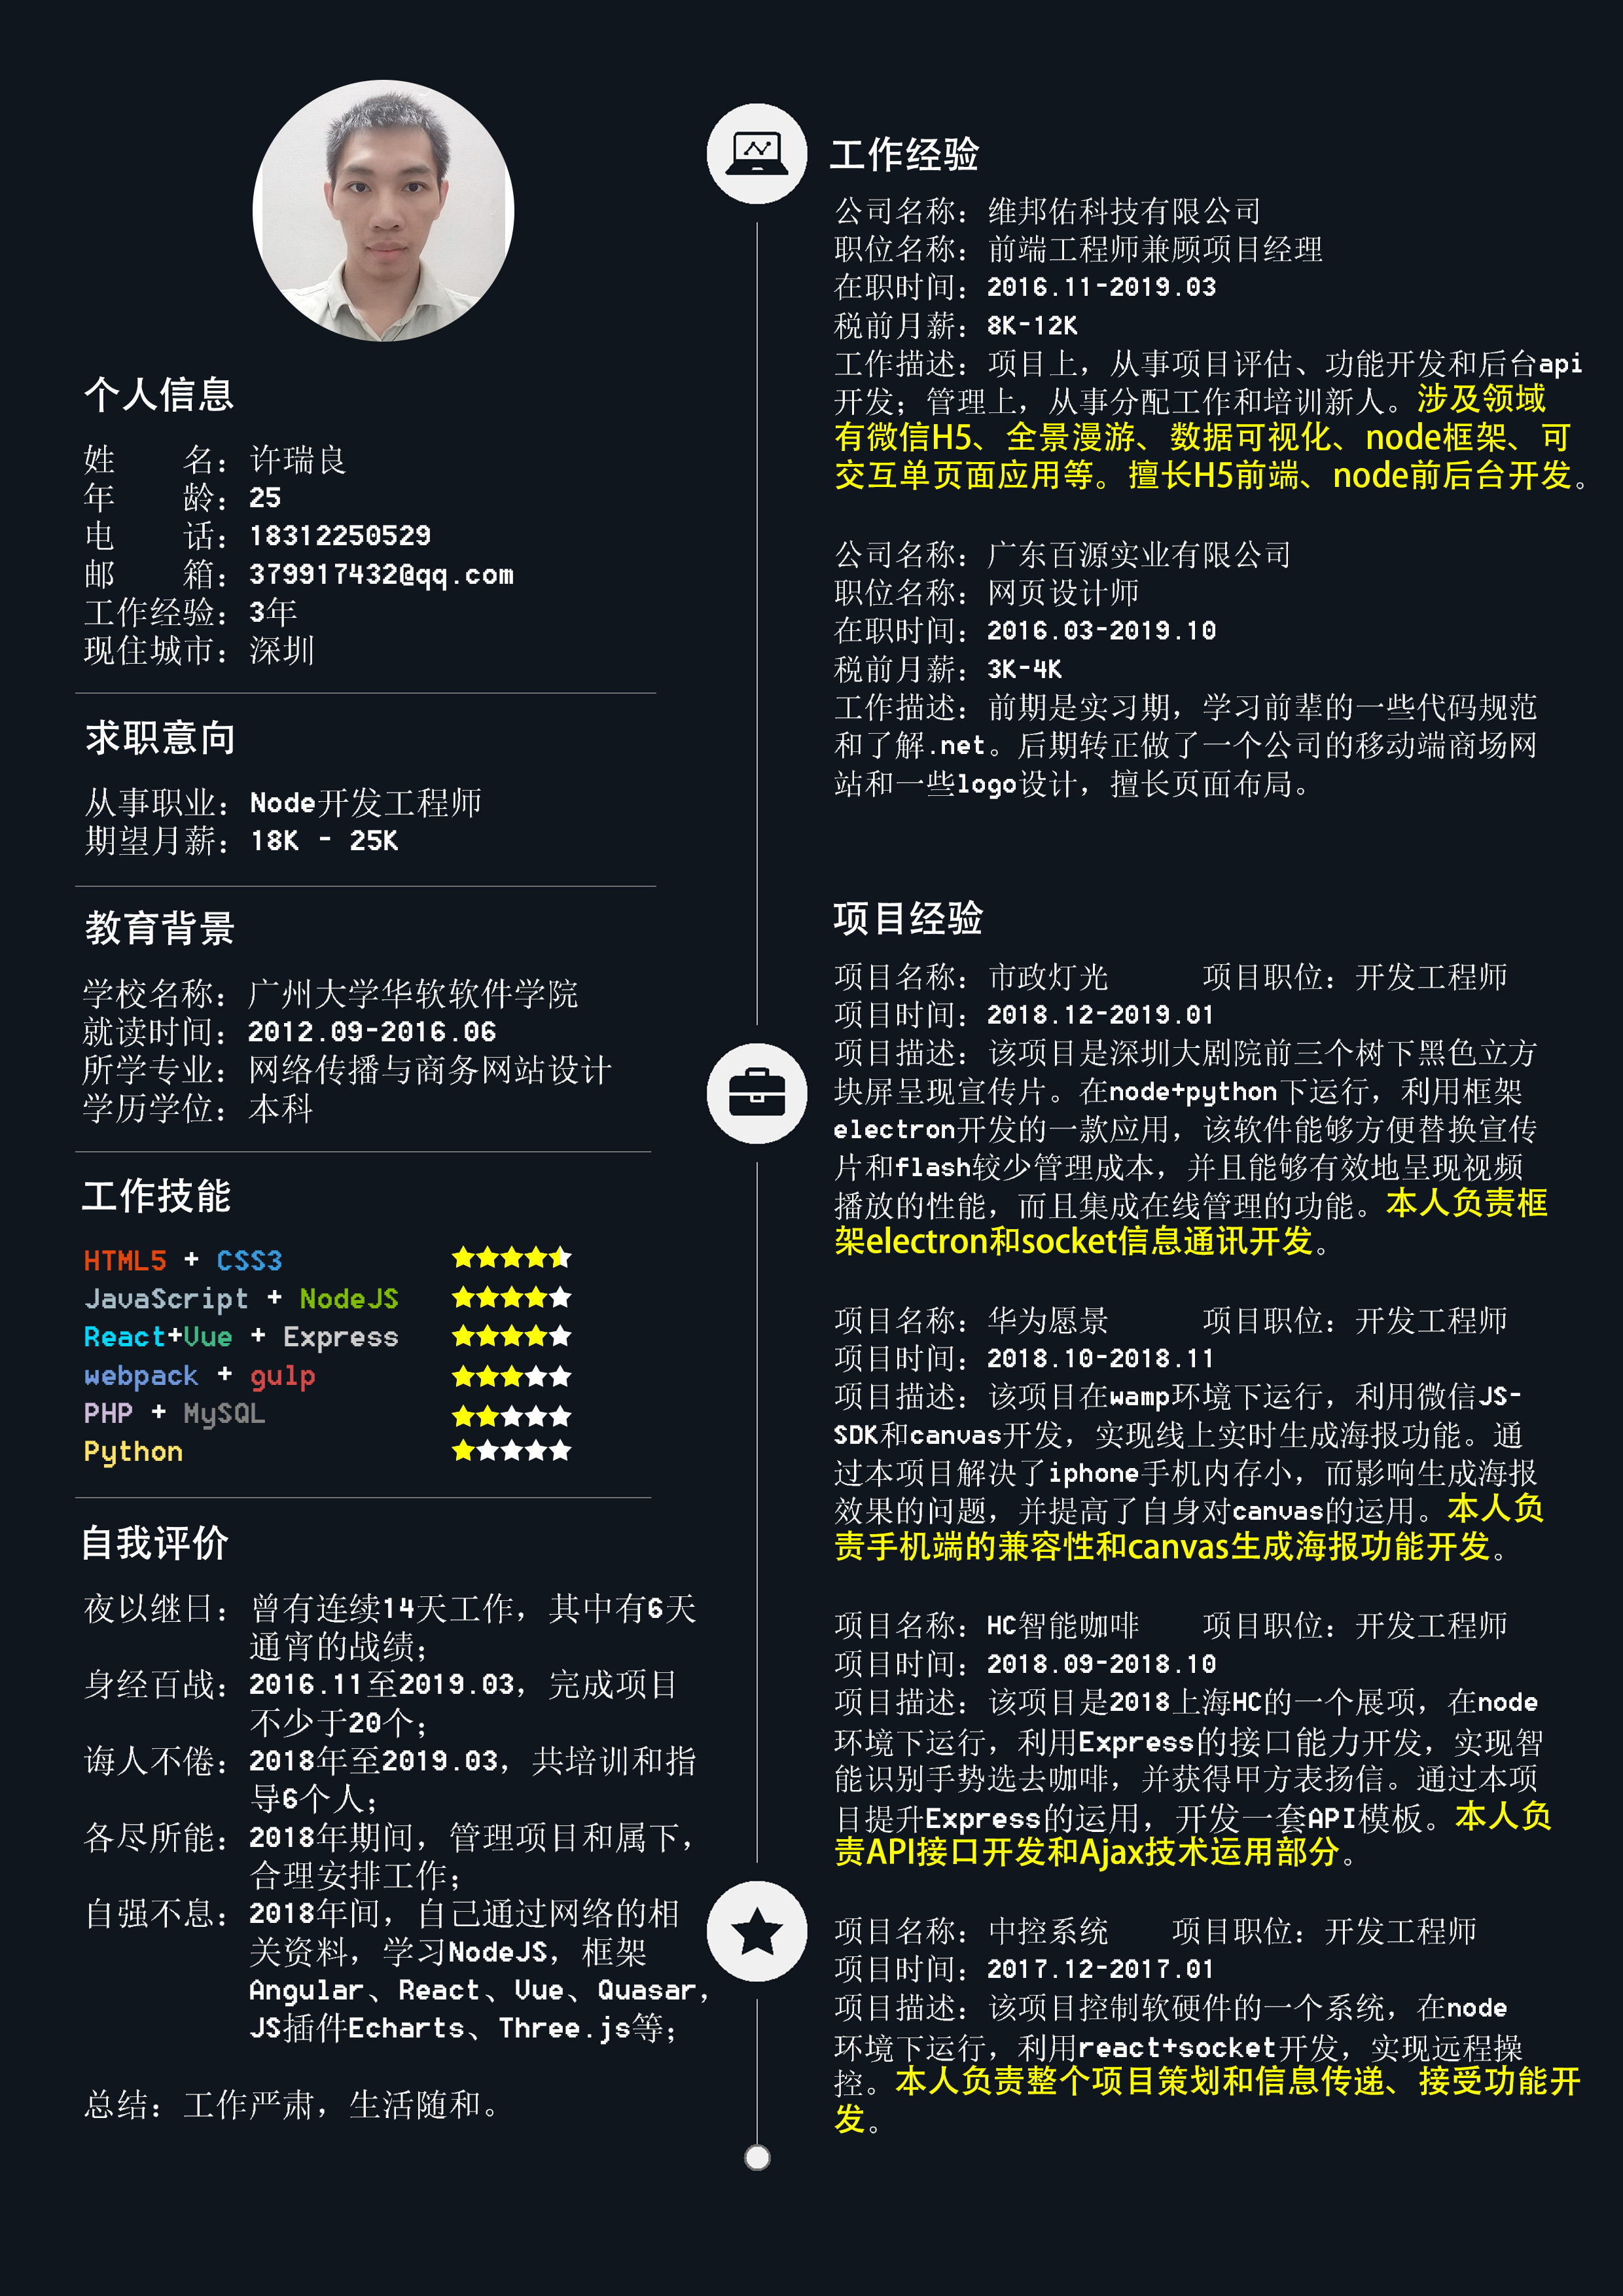 个人信息
姓 名：许瑞良
年 龄：25
电 话：18312250529
邮 箱：379917432@qq.com
工作经验：3年
现住城市：深圳
求职意向
从事职业：Node开发工程师
期望月薪：18K - 25K
教育背景
学校名称：广州大学华软软件学院
就读时间：2012.09-2016.06
所学专业：网络传播与商务网站设计
学历学位：本科
工作技能
HTML5 + CSS3
JavaScript + NodeJS
React+Vue + Express
webpack + gulp
PHP + MySQL
Python
自我评价
夜以继日：曾有连续14天工作，其中有6天
通宵的战绩；
身经百战：2016.11至2019.03，完成项目
不少于20个；
诲人不倦：2018年至2019.03，共培训和指
导6个人；
各尽所能：2018年期间，管理项目和属下，
合理安排工作；
自强不息：2018年间，自己通过网络的相
关资料，学习NodeJS，框架
Angular、React、Vue、Quasar，
JS插件Echarts、Three.js等；
总结：工作严肃，生活随和。
工作经验
公司名称：维邦佑科技有限公司
职位名称：前端工程师兼顾项目经理
在职时间：2016.11-2019.03
税前月薪：8K-12K
工作描述：项目上，从事项目评估、功能开发和后台api
开发；管理上，从事分配工作和培训新人。涉及领域
有微信H5、全景漫游、数据可视化、node框架、可
交互单页面应用等。擅长H5前端、node前后台开发。
公司名称：广东百源实业有限公司
职位名称：网页设计师
在职时间：2016.03-2019.10
税前月薪：3K-4K
工作描述：前期是实习期，学习前辈的一些代码规范
和了解.net。后期转正做了一个公司的移动端商场网
站和一些logo设计，擅长页面布局。
项目经验
项目名称：市政灯光 项目职位：开发工程师
项目时间：2018.12-2019.01
项目描述：该项目是深圳大剧院前三个树下黑色立方
块屏呈现宣传片。在node+python下运行，利用框架
electron开发的一款应用，该软件能够方便替换宣传
片和flash较少管理成本，并且能够有效地呈现视频
播放的性能，而且集成在线管理的功能。本人负责框
架electron和socket信息通讯开发。
项目名称：华为愿景 项目职位：开发工程师
项目时间：2018.10-2018.11
项目描述：该项目在wamp环境下运行，利用微信JS-
SDK和canvas开发，实现线上实时生成海报功能。通
过本项目解决了iphone手机内存小，而影响生成海报
效果的问题，并提高了自身对canvas的运用。本人负
责手机端的兼容性和canvas生成海报功能开发。
项目名称：HC智能咖啡 项目职位：开发工程师
项目时间：2018.09-2018.10
项目描述：该项目是2018上海HC的一个展项，在node
环境下运行，利用Express的接口能力开发，实现智
能识别手势选去咖啡，并获得甲方表扬信。通过本项
目提升Express的运用，开发一套API模板。本人负
责API接口开发和Ajax技术运用部分。
项目名称：中控系统 项目职位：开发工程师
项目时间：2017.12-2017.01
项目描述：该项目控制软硬件的一个系统，在node
环境下运行，利用react+socket开发，实现远程操
控。本人负责整个项目策划和信息传递、接受功能开
发。